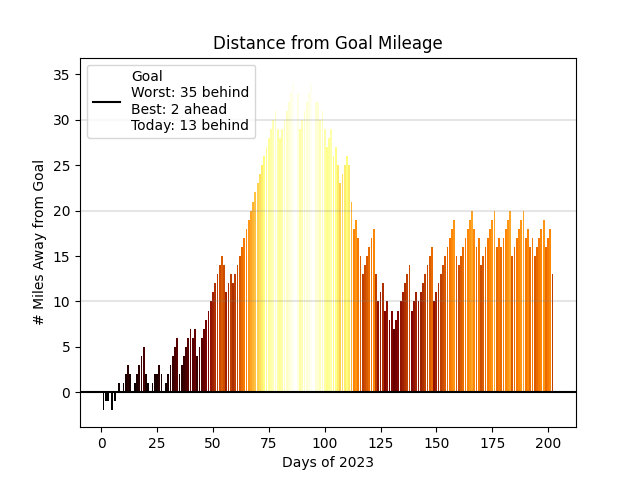 Distance from Goal Mileage
Goal
Worst: 35 behind
Best: 2 ahead
Today: 13 behind
# Miles Away from Goal
35
30
25
20
15
10
5
0
0 25 50 75 100 125 150 175 200
Days of 2023